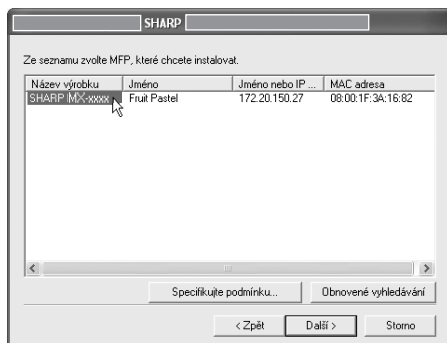 SHARP
Ze seznamu zvolte MFP, které chcete instalovat.
Název výrobku Jméno Jméno nebo IP ... MAC adresa
SHARP MX-xxxx Fruit Pastel 172.20.150.27 08:00:1F:3A:16:82
Specifikujte podmínku... Obnovené vyhledávání
< Zpět Další > Storno